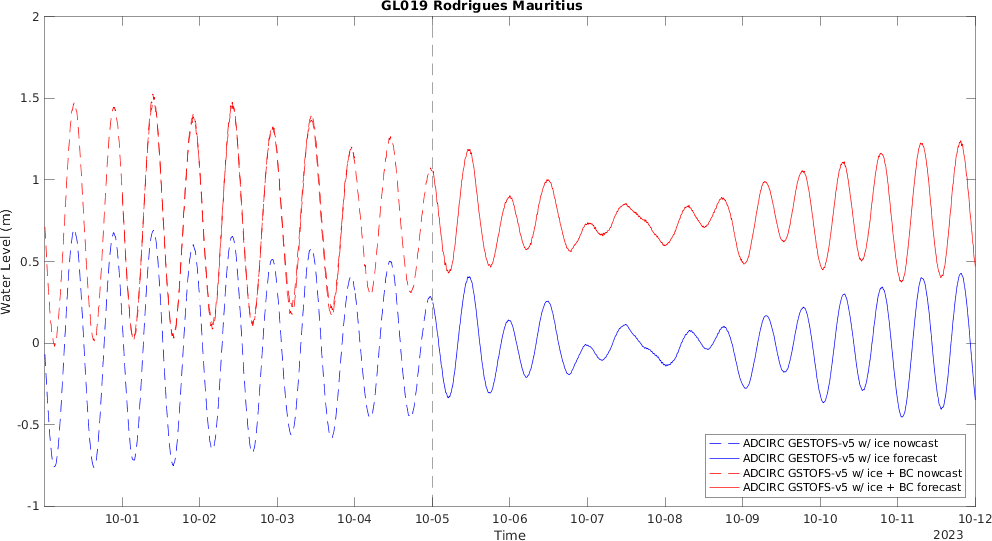 GL019 Rodrigues Mauritius
2
1.5
1
0.5
0
-0.5
-1
Water Level (m)
ADCIRC GESTOFS-v5 w/ ice nowcast
ADCIRC GESTOFS-v5 w/ ice forecast
ADCIRC GSTOFS-v5 w/ ice + BC nowcast
ADCIRC GSTOFS-v5 w/ ice + BC forecast
10-01 10-02 10-03 10-04 10-05 10-06 10-07 10-08 10-09 10-10 10-11 10-12
Time
2023